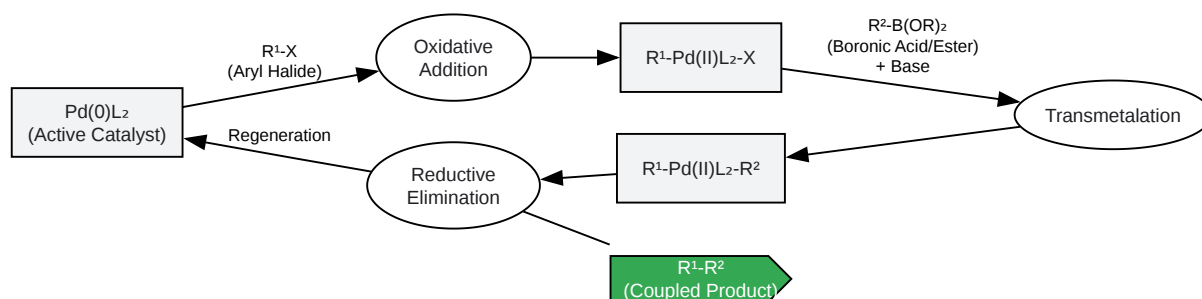 R¹-X
(Aryl Halide)
Oxidative
Addition
R¹-Pd(II)L₂-X
R²-B(OR)₂
(Boronic Acid/Ester)
+ Base
Pd(0)L₂
(Active Catalyst)
Transmetalation
Regeneration
Reductive
Elimination
R¹-Pd(II)L₂-R²
R¹-R²
(Coupled Product)